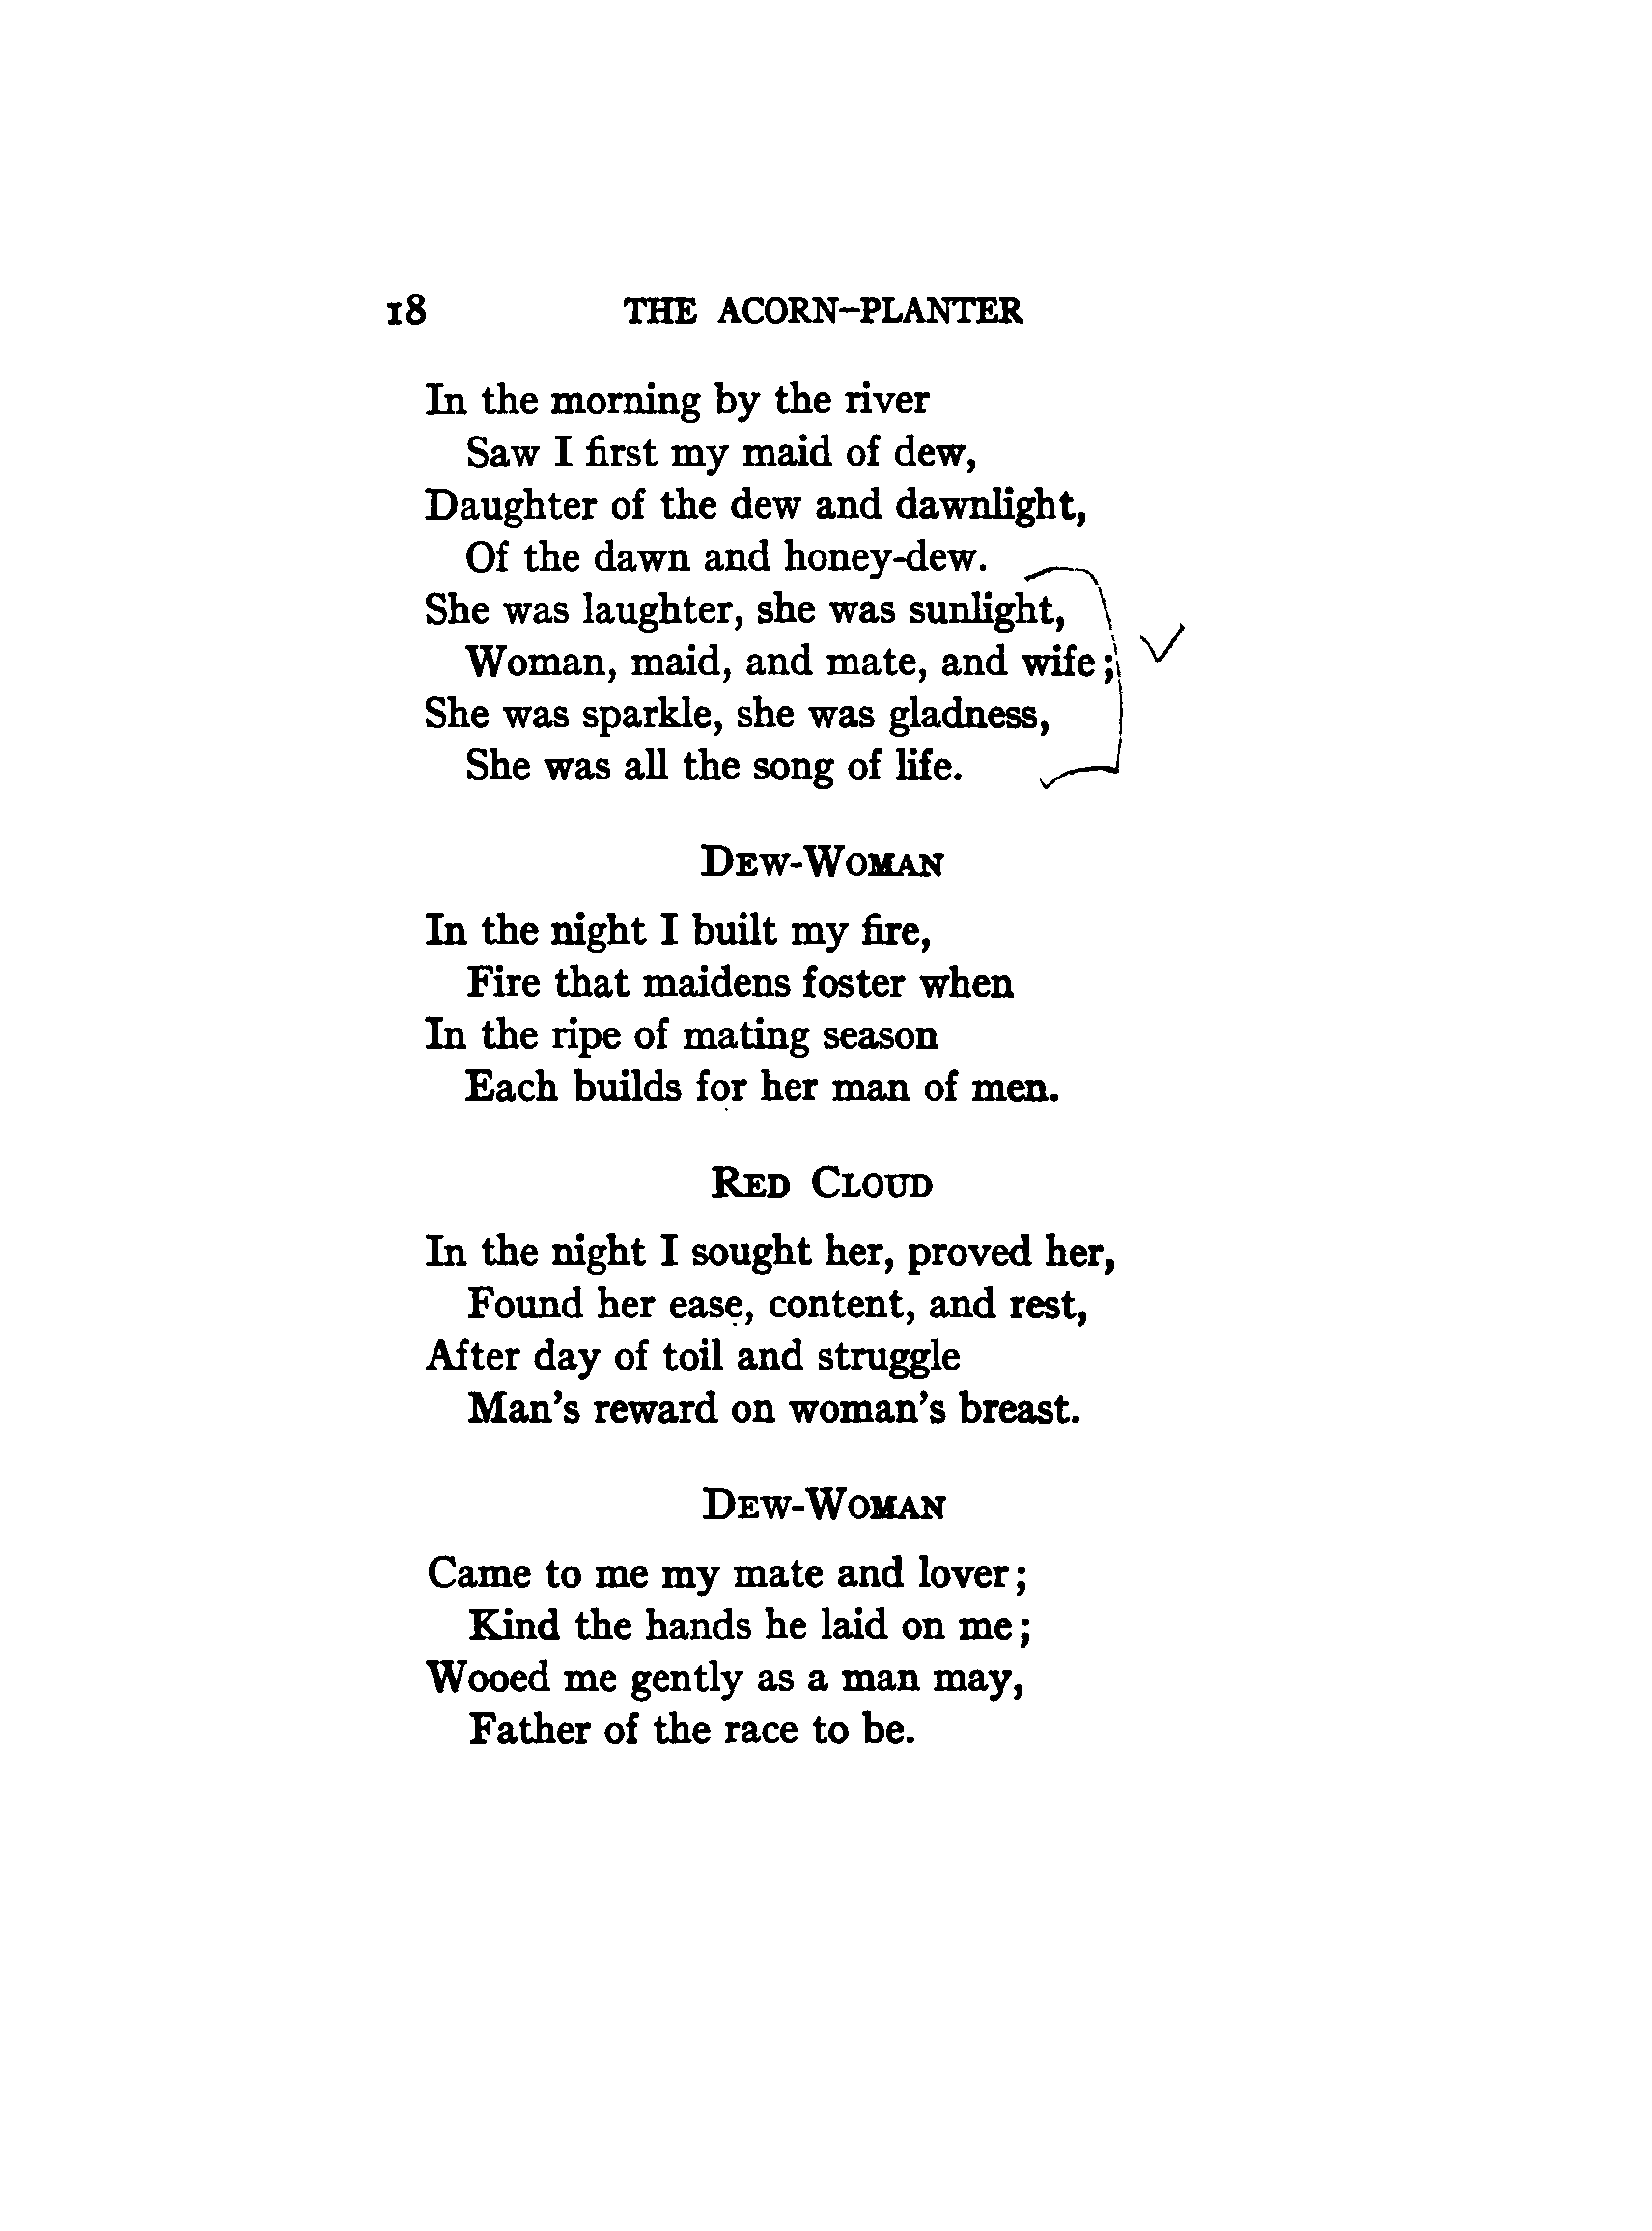 18 THE ACORN-PLANTER
In the morning by the river
Saw I first my maid of dew,
Daughter of the dew and dawnlight,
Of the dawn and honey-dew.
She was laughter, she was sunlight,
Woman, maid, and mate, and wife;
She was sparkle, she was gladness,
She was all the song of life.
DEW-WOMAN
In the night I built my fire,
Fire that maidens foster when
In the ripe of mating season
Each builds for her man of men.
RED CLOUD
In the night I sought her, proved her,
Found her ease, content, and rest,
After day of toil and struggle
Man's reward on woman's breast.
DEW-WOMAN
Came to me my mate and lover;
Kind the hands he laid on me;
Wooed me gently as a man may,
Father of the race to be.